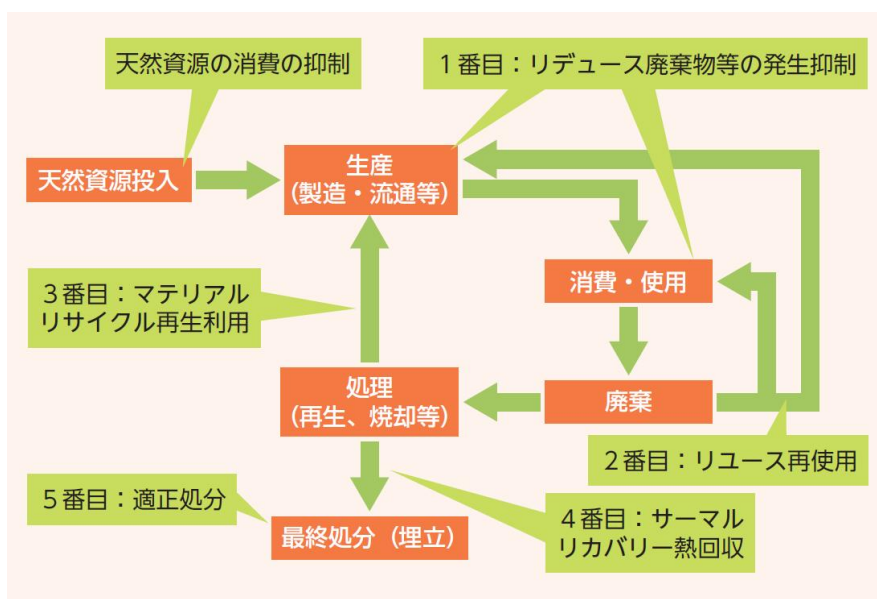 天然資源の消費の抑制
1番目：リデュース廃棄物等の発生抑制
天然資源投入
生産
(製造・流通等)
消費・使用
3番目：マテリアル
リサイクル再生利用
処理
(再生、焼却等)
廃棄
2番目：リユース再使用
5番目：適正処分
最終処分（埋立）
4番目：サーマル
リカバリー熱回収